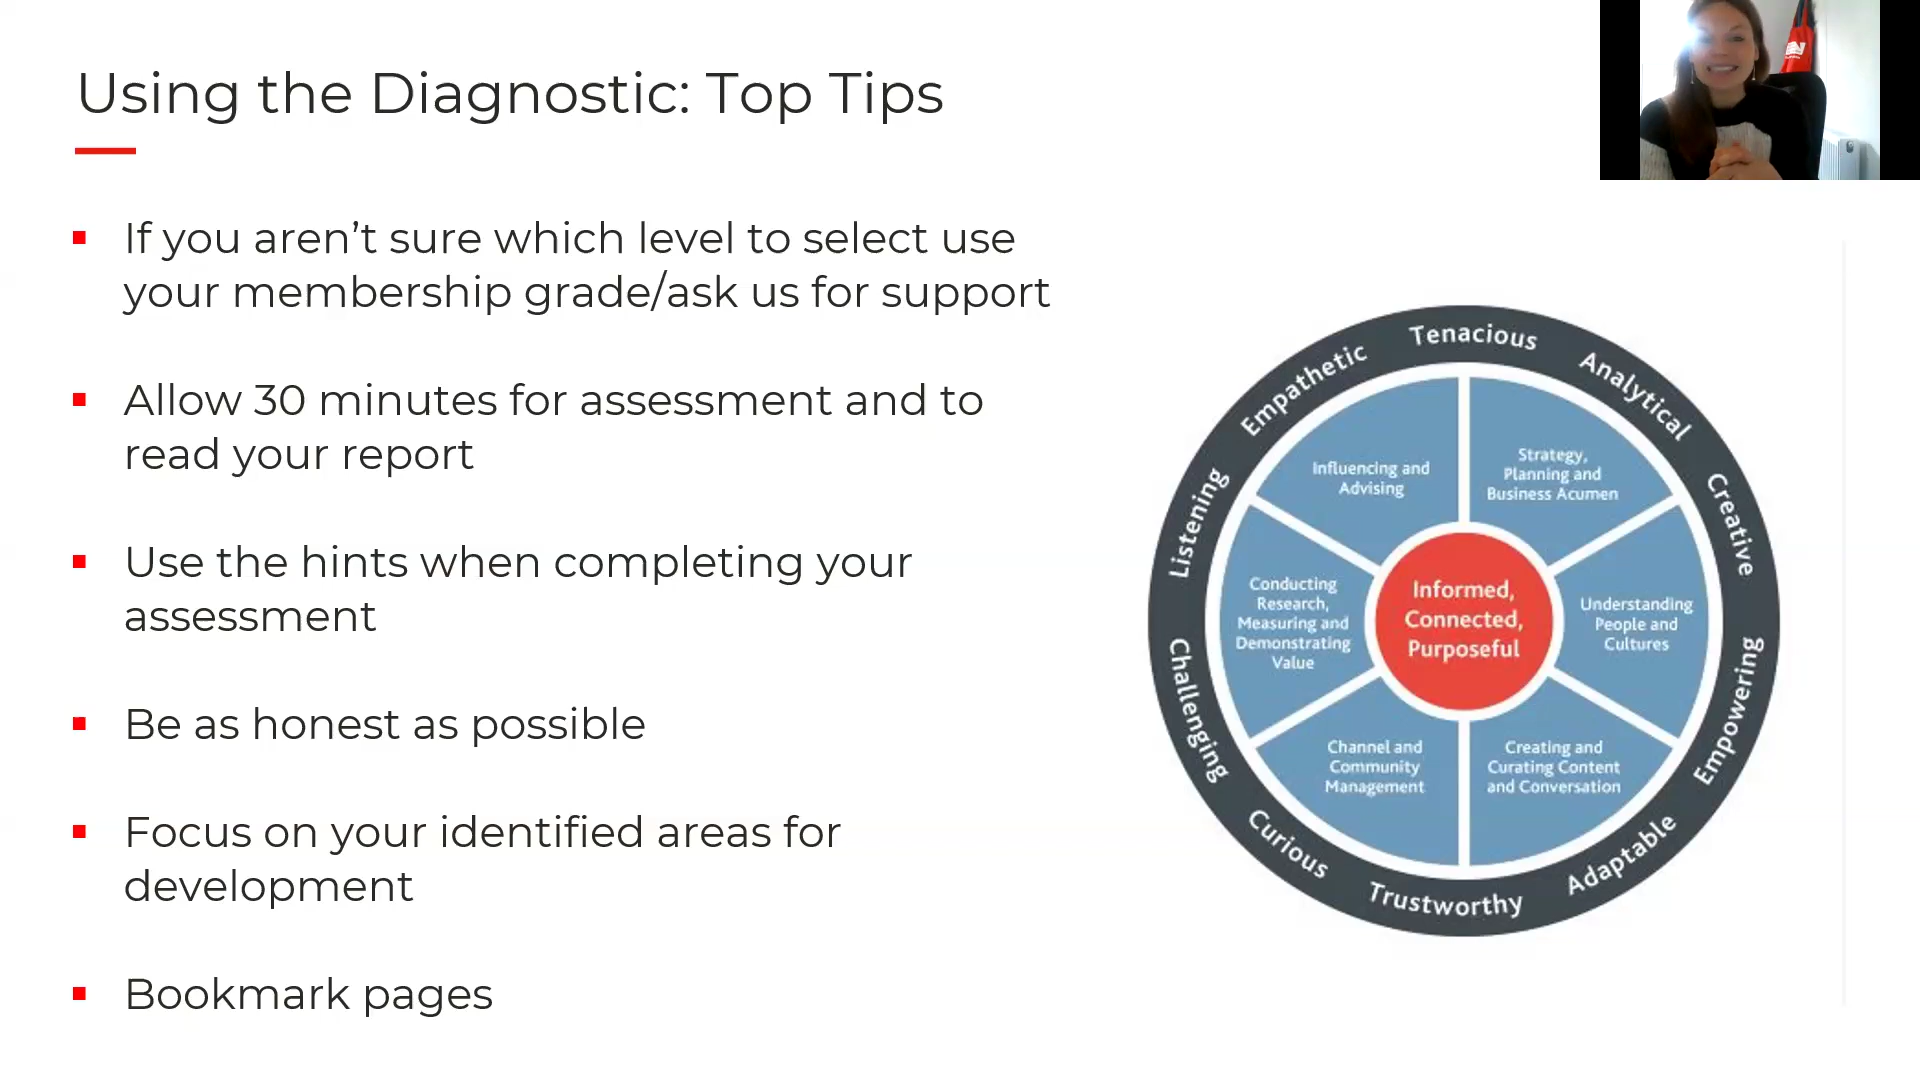 Using the Diagnostic: Top Tips
If you aren’t sure which level to select use
your membership grade/ask us for support
Allow 30 minutes for assessment and to
read your report
Use the hints when completing your
assessment
Be as honest as possible
Focus on your identified areas for
development
Bookmark pages
Tenacious
Analytical
Creative
Empowering
Adaptable
Trustworthy
Curious
Challenging
Listening
Empathetic
Influencing and
Advising
Strategy,
Planning and
Business Acumen
Understanding
People and
Cultures
Creating and
Curating Content
and Conversation
Channel and
Community
Management
Conducting
Research,
Measuring and
Demonstrating
Value
Informed,
Connected,
Purposeful